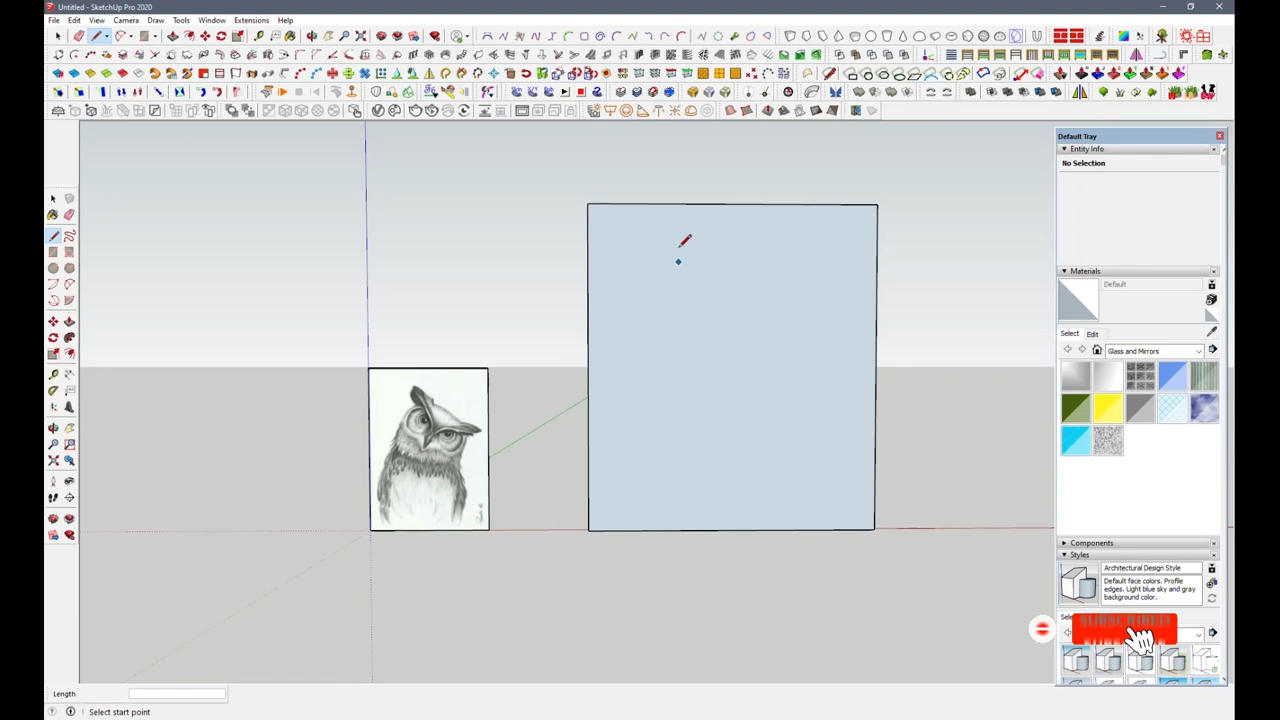 Untitled - SketchUp Pro 2020
File Edit View Camera Draw Tools Window Extensions Help
Default Tray
Entity Info
No Selection
Materials
Default
Select Edit
Glass and Mirrors
Components
Styles
Architectural Design Style
Default face colors. Profile
edges. Light blue sky and gray
background color.
Length
Select start point